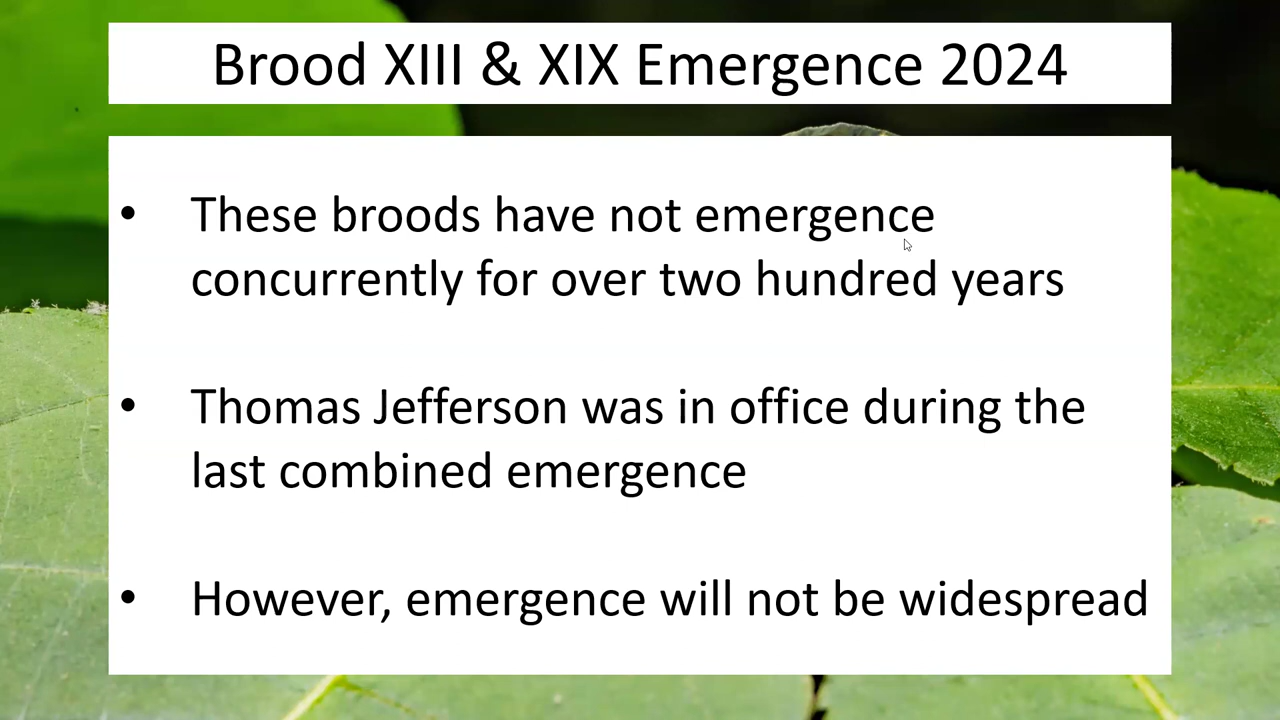 Brood XIII & XIX Emergence 2024
• These broods have not emergence
concurrently for over two hundred years
• Thomas Jefferson was in office during the
last combined emergence
• However, emergence will not be widespread